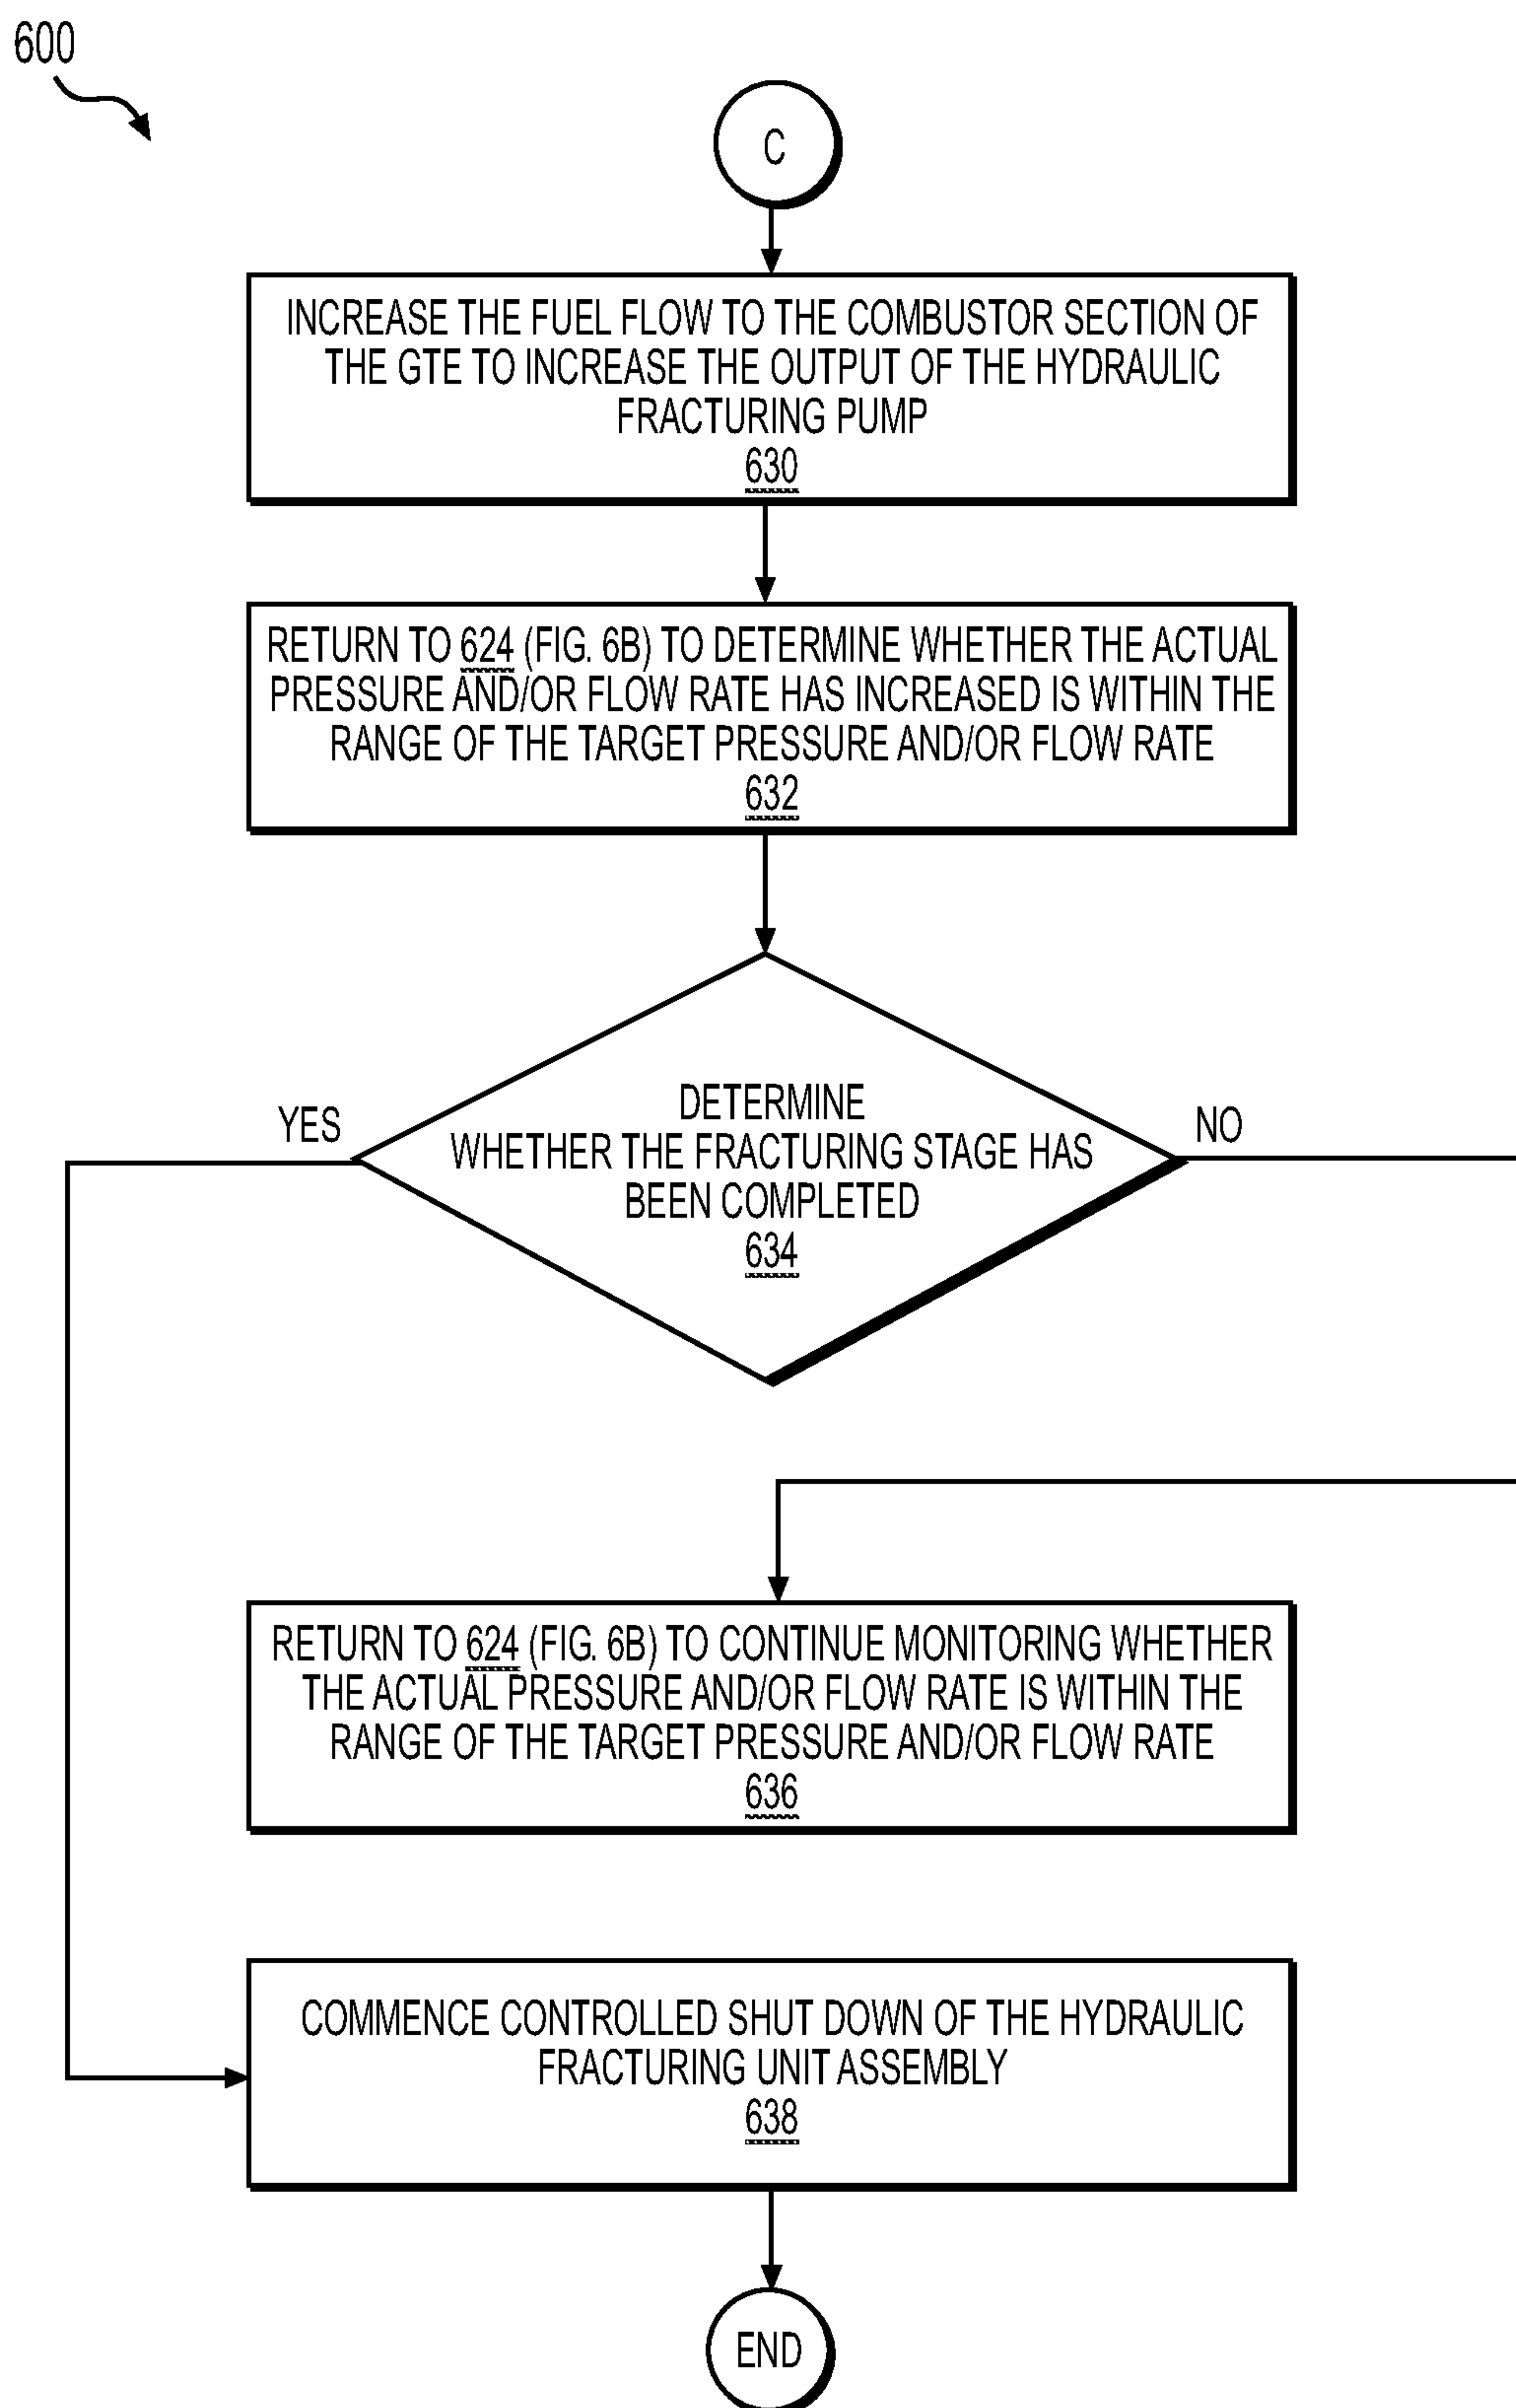 600
C
INCREASE THE FUEL FLOW TO THE COMBUSTOR SECTION OF
THE GTE TO INCREASE THE OUTPUT OF THE HYDRAULIC
FRACTURING PUMP
630
RETURN TO 624 (FIG. 6B) TO DETERMINE WHETHER THE ACTUAL
PRESSURE AND/OR FLOW RATE HAS INCREASED IS WITHIN THE
RANGE OF THE TARGET PRESSURE AND/OR FLOW RATE
632
YES
NO
DETERMINE
WHETHER THE FRACTURING STAGE HAS
BEEN COMPLETED
634
RETURN TO 624 (FIG. 6B) TO CONTINUE MONITORING WHETHER
THE ACTUAL PRESSURE AND/OR FLOW RATE IS WITHIN THE
RANGE OF THE TARGET PRESSURE AND/OR FLOW RATE
636
COMMENCE CONTROLLED SHUT DOWN OF THE HYDRAULIC
FRACTURING UNIT ASSEMBLY
638
END